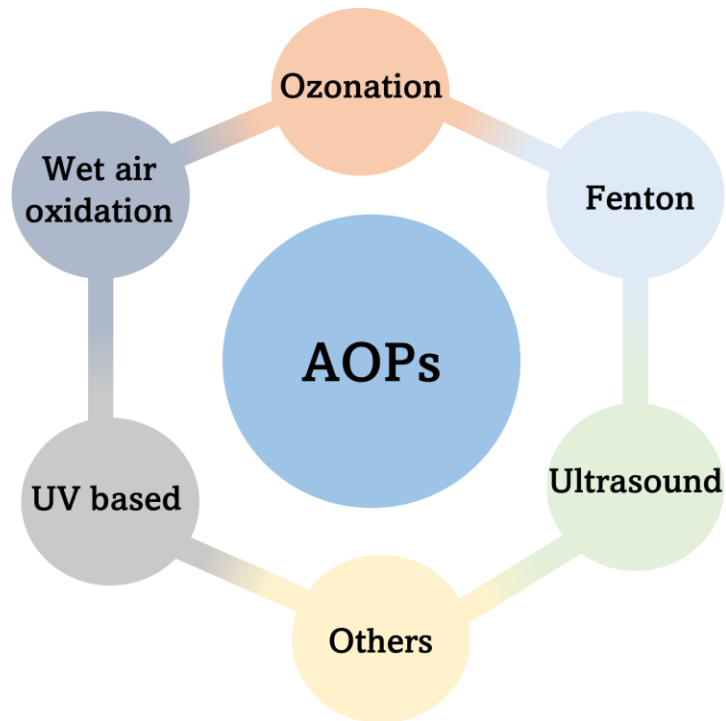 Ozonation
Wet air
oxidation
Fenton
AOPs
UV based
Ultrasound
Others